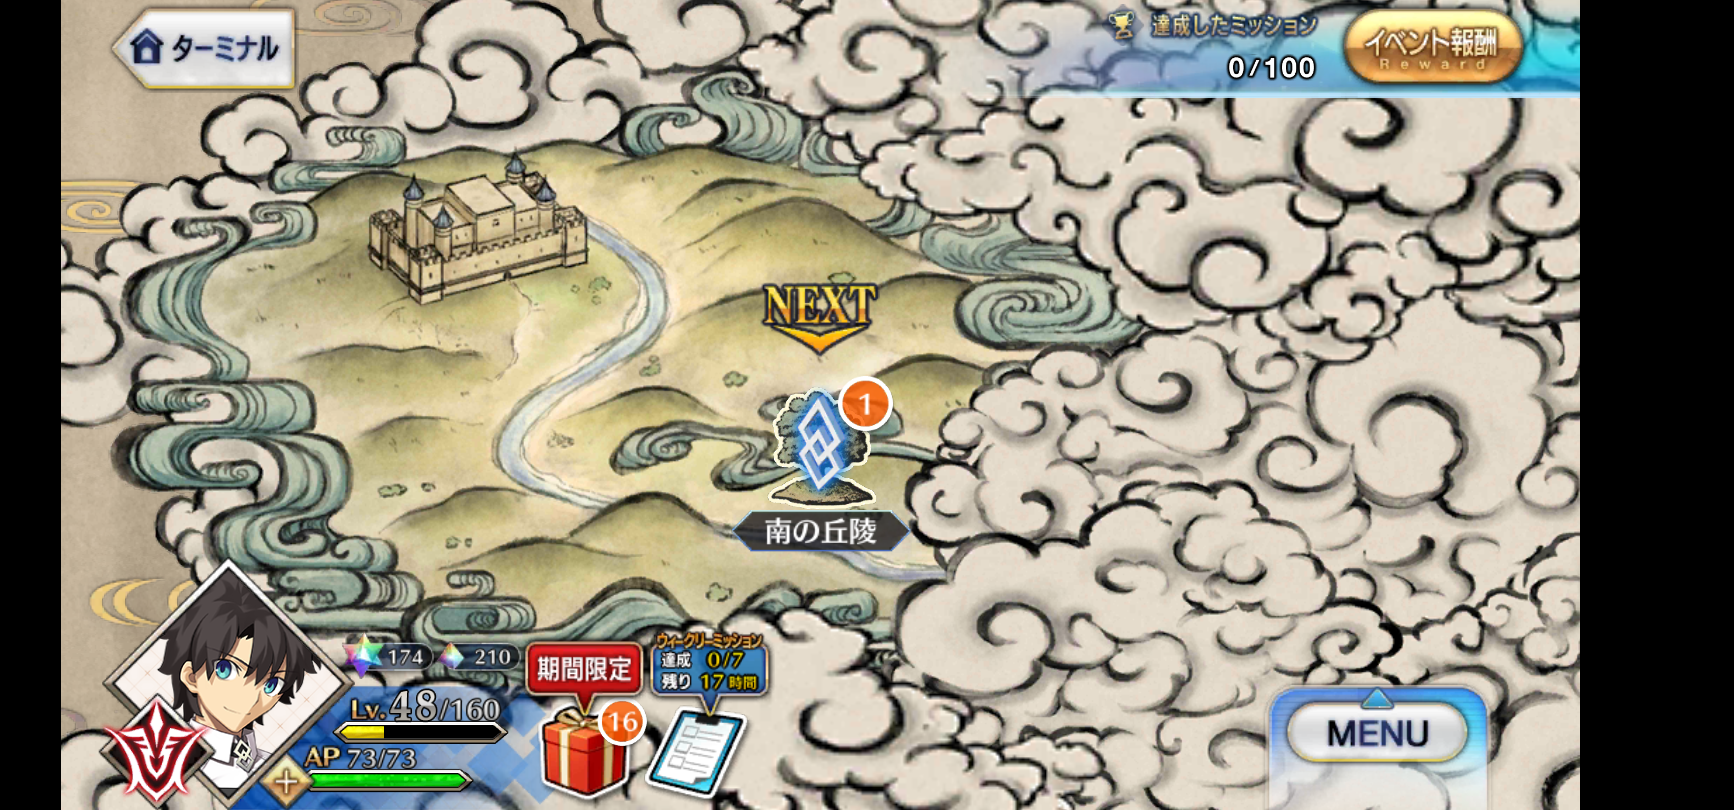 ターミナル
達成したミッション
0/100
イベント報酬
Reward
NEXT
1
南の丘陵
174
210
Lv.48/160
AP 73/73
期間限定
16
ウィークリーミッション
達成 0/7
残り 17時間
MENU